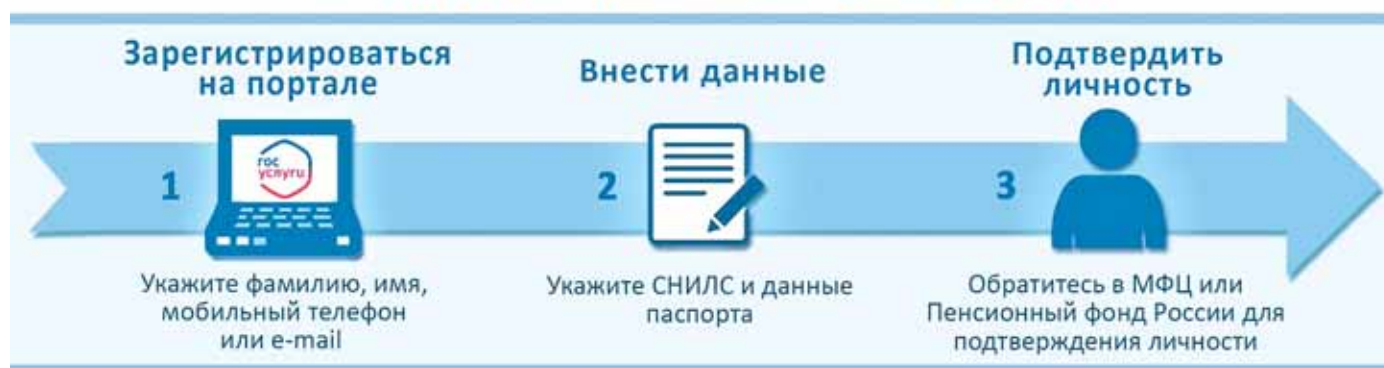 Зарегистрироваться
на портале
1
гос
услуги
Укажите фамилию, имя,
мобильный телефон
или e-mail
Внести данные
2
Укажите СНИЛС и данные
паспорта
Подтвердить
личность
3
Обратитесь в МФЦ или
Пенсионный фонд России для
подтверждения личности